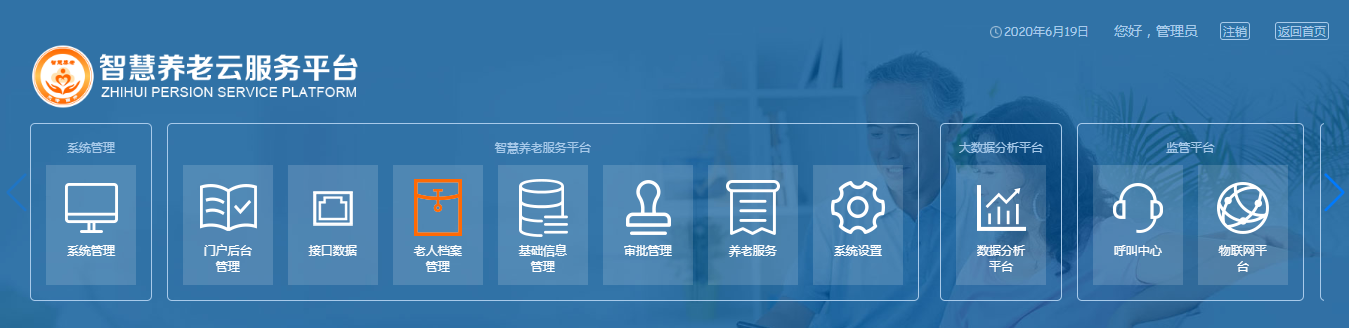 2020年6月19日 您好，管理员 注销 返回首页
智慧养老云服务平台
ZHIHUI PERSION SERVICE PLATFORM
系统管理
系统管理
智慧养老服务平台
门户后台
管理
接口数据
老人档案
管理
基础信息
管理
审批管理
养老服务
系统设置
大数据分析平台
数据分析
平台
监管平台
呼叫中心
物联网平
台